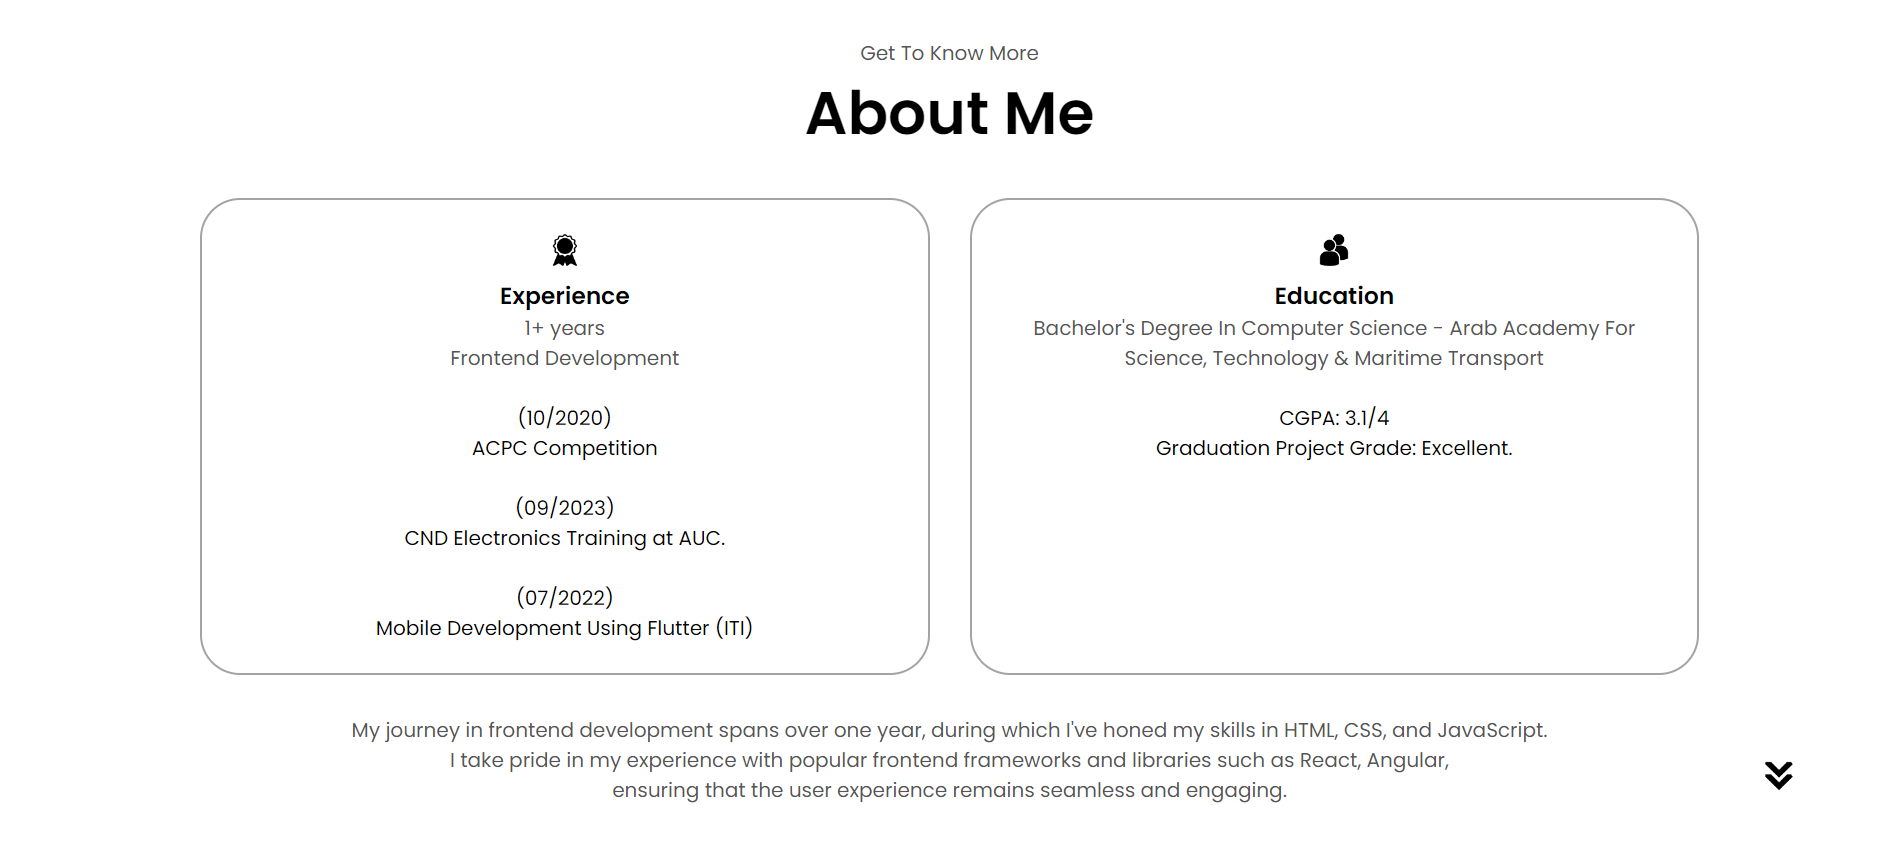 Get To Know More
About Me
Experience
1+ years
Frontend Development
(10/2020)
ACPC Competition
(09/2023)
CND Electronics Training at AUC.
(07/2022)
Mobile Development Using Flutter (ITI)
Education
Bachelor's Degree In Computer Science - Arab Academy For
Science, Technology & Maritime Transport
CGPA: 3.1/4
Graduation Project Grade: Excellent.
My journey in frontend development spans over one year, during which I've honed my skills in HTML, CSS, and JavaScript.
I take pride in my experience with popular frontend frameworks and libraries such as React, Angular,
ensuring that the user experience remains seamless and engaging.